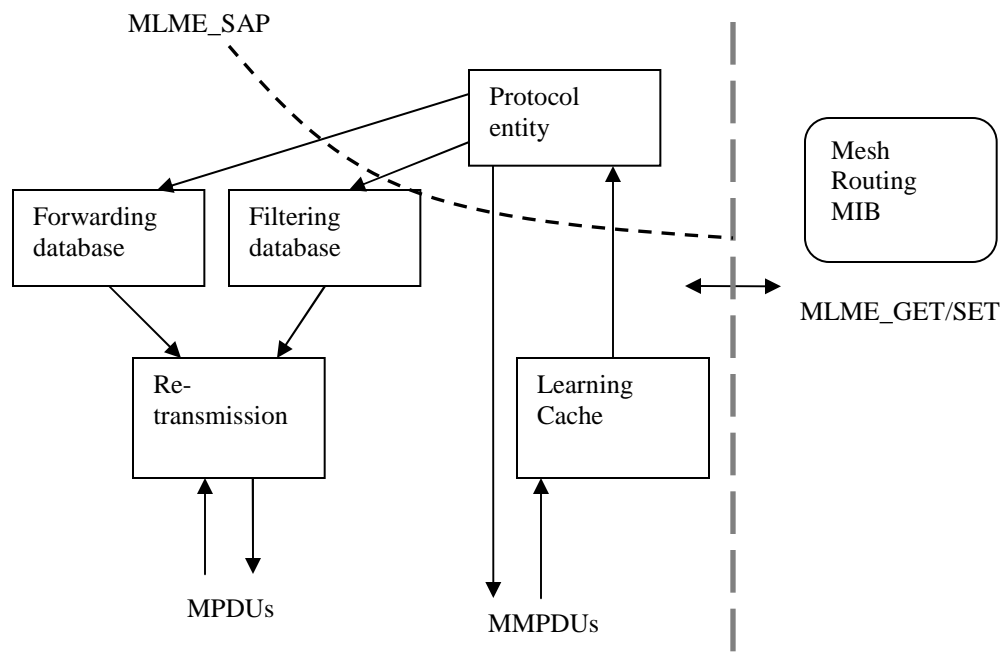 MLME_SAP
Protocol
entity
Mesh
Routing
MIB
Forwarding
database
Filtering
database
MLME_GET/SET
Re-
transmission
Learning
Cache
MPDUs
MMPDUs